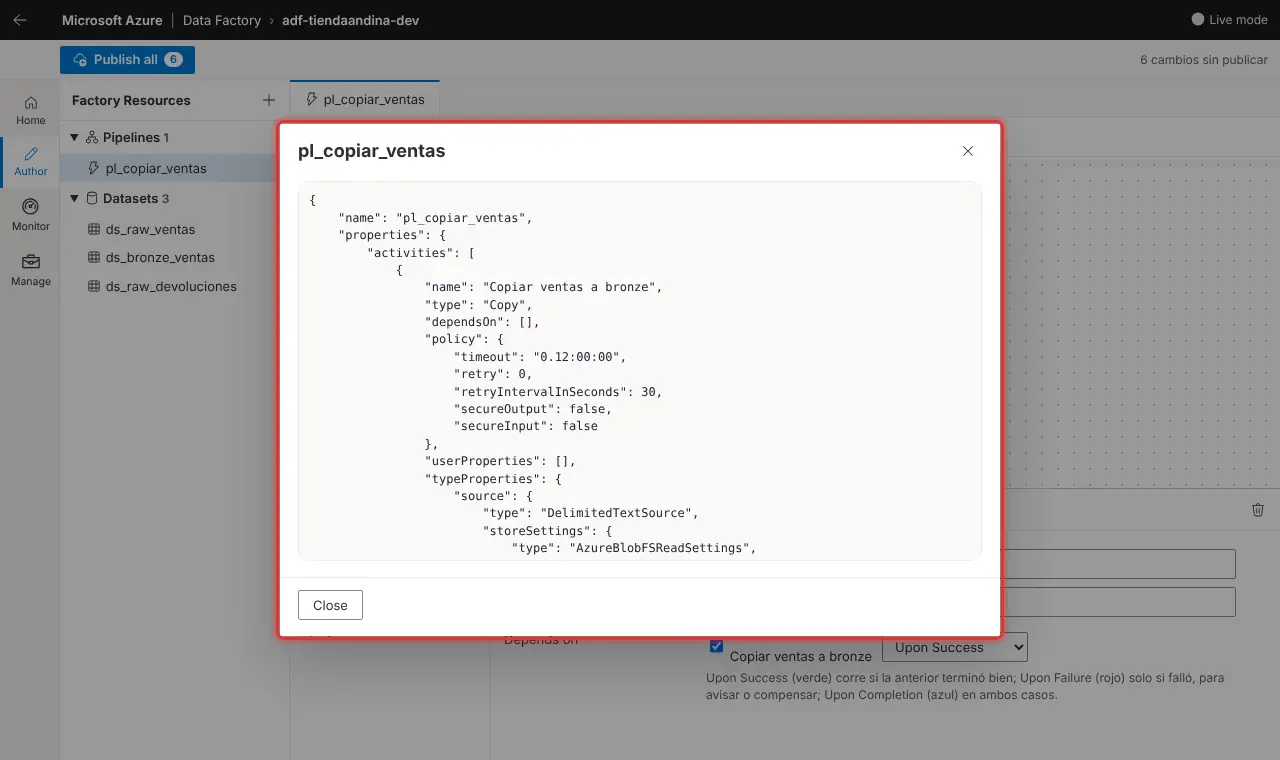 Microsoft Azure | Data Factory › adf-tiendaandina-dev
Live mode
Publish all 6
6 cambios sin publicar
Home
Author
Monitor
Manage
Factory Resources
Pipelines 1
pl_copiar_ventas
Datasets 3
ds_raw_ventas
ds_bronze_ventas
ds_raw_devoluciones
pl_copiar_ventas
pl_copiar_ventas
{
    "name": "pl_copiar_ventas",
    "properties": {
        "activities": [
            {
                "name": "Copiar ventas a bronze",
                "type": "Copy",
                "dependsOn": [],
                "policy": {
                    "timeout": "0.12:00:00",
                    "retry": 0,
                    "retryIntervalInSeconds": 30,
                    "secureOutput": false,
                    "secureInput": false
                },
                "userProperties": [],
                "typeProperties": {
                    "source": {
                        "type": "DelimitedTextSource",
                        "storeSettings": {
                            "type": "AzureBlobFSReadSettings",
Close
Depends on
Copiar ventas a bronze
Upon Success
Upon Success (verde) corre si la anterior terminó bien; Upon Failure (rojo) solo si falló, para
avisar o compensar; Upon Completion (azul) en ambos casos.